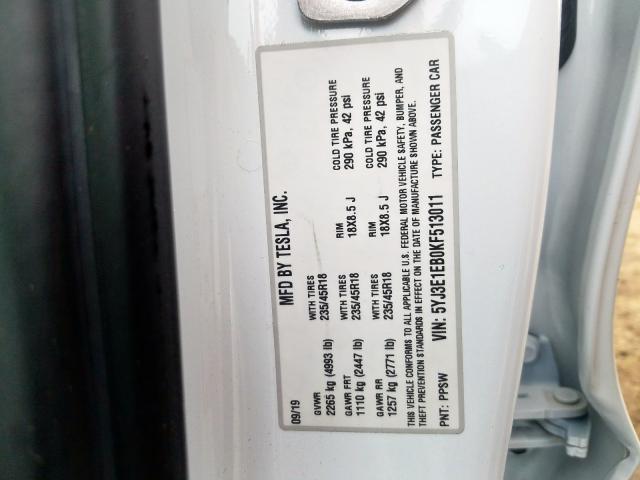 09/19 MFD BY TESLA, INC.
GVWR WITH TIRES RIM COLD TIRE PRESSURE
2265 kg (4993 lb) 235/45R18 18X8.5 J 290 kPa, 42 psi
GAWR FRT
1110 kg (2447 lb)
WITH TIRES RIM COLD TIRE PRESSURE
GAWR RR 235/45R18 18X8.5 J 290 kPa, 42 psi
1257 kg (2771 lb)
THIS VEHICLE CONFORMS TO ALL APPLICABLE U.S. FEDERAL MOTOR VEHICLE SAFETY, BUMPER, AND
THEFT PREVENTION STANDARDS IN EFFECT ON THE DATE OF MANUFACTURE SHOWN ABOVE.
PNT: PPSW VIN: 5YJ3E1EB0KF513011 TYPE: PASSENGER CAR